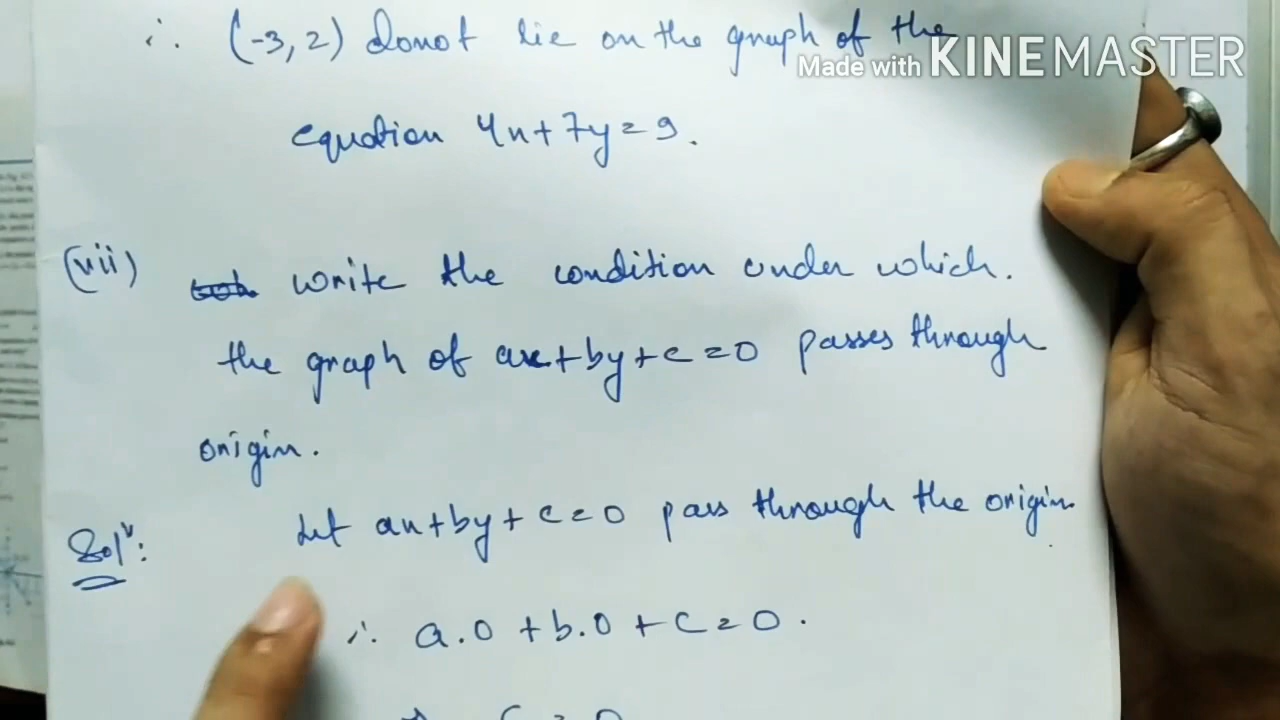 ∴ (-3, 2) donot lie on the graph of the
Made with KINEMASTER
equation 4x+7y=9.
(vii) write the condition under which.
the graph of ax+by+c=0 passes through
origin.
Solⁿ: Let ax+by+c=0 pass through the origin.
∴ a.0 + b.0 + c=0.
⇒ c=0